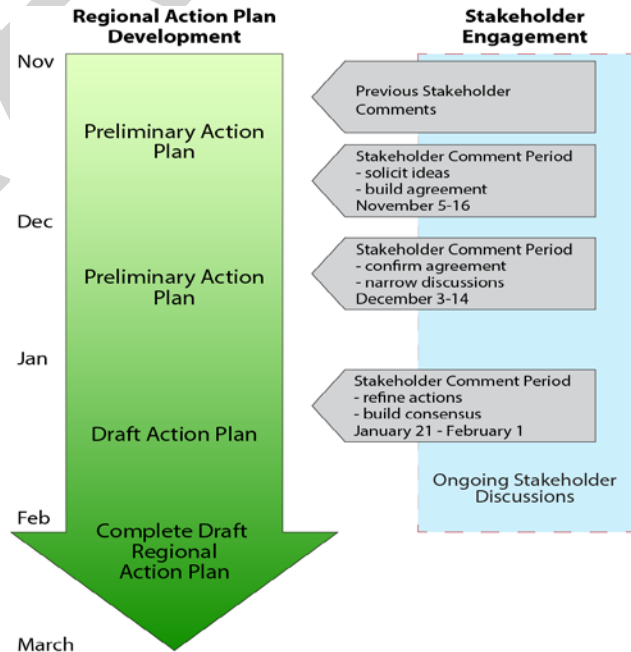 Regional Action Plan
Development
Stakeholder
Engagement
Nov
Previous Stakeholder
Comments
Preliminary Action
Plan
Stakeholder Comment Period
- solicit ideas
- build agreement
November 5-16
Dec
Stakeholder Comment Period
- confirm agreement
- narrow discussions
December 3-14
Preliminary Action
Plan
Jan
Stakeholder Comment Period
- refine actions
- build consensus
January 21 - February 1
Draft Action Plan
Ongoing Stakeholder
Discussions
Feb
Complete Draft
Regional
Action Plan
March